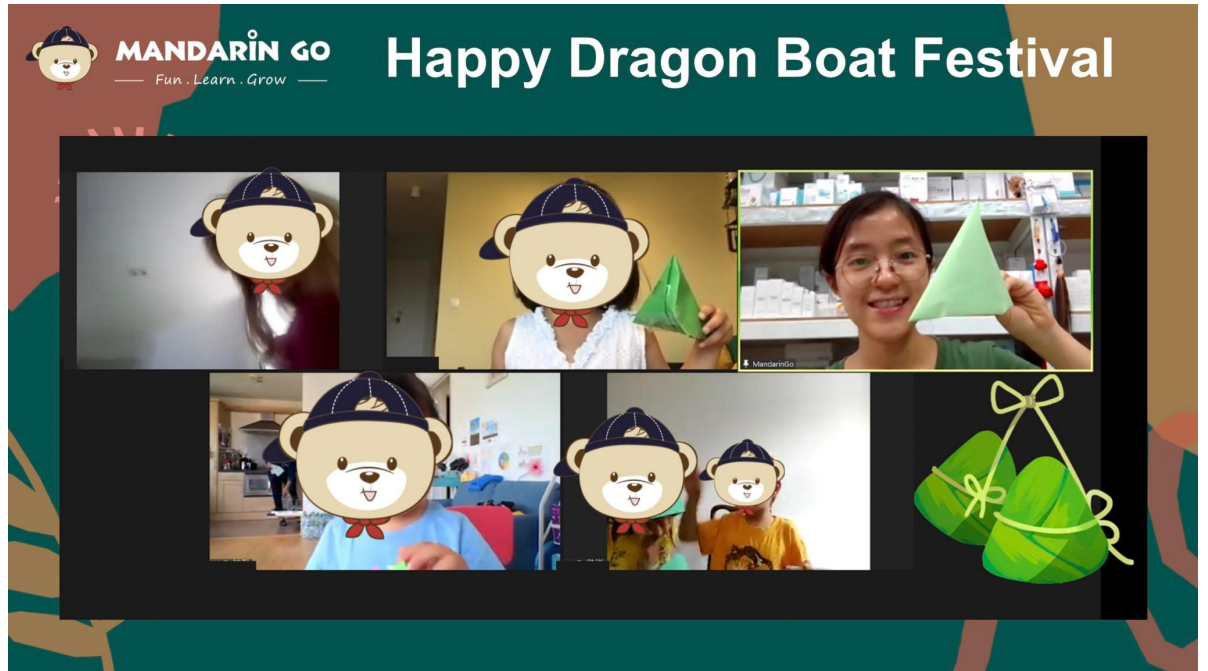 MANDARIN GO
Fun . Learn . Grow
Happy Dragon Boat Festival
MandarinGo